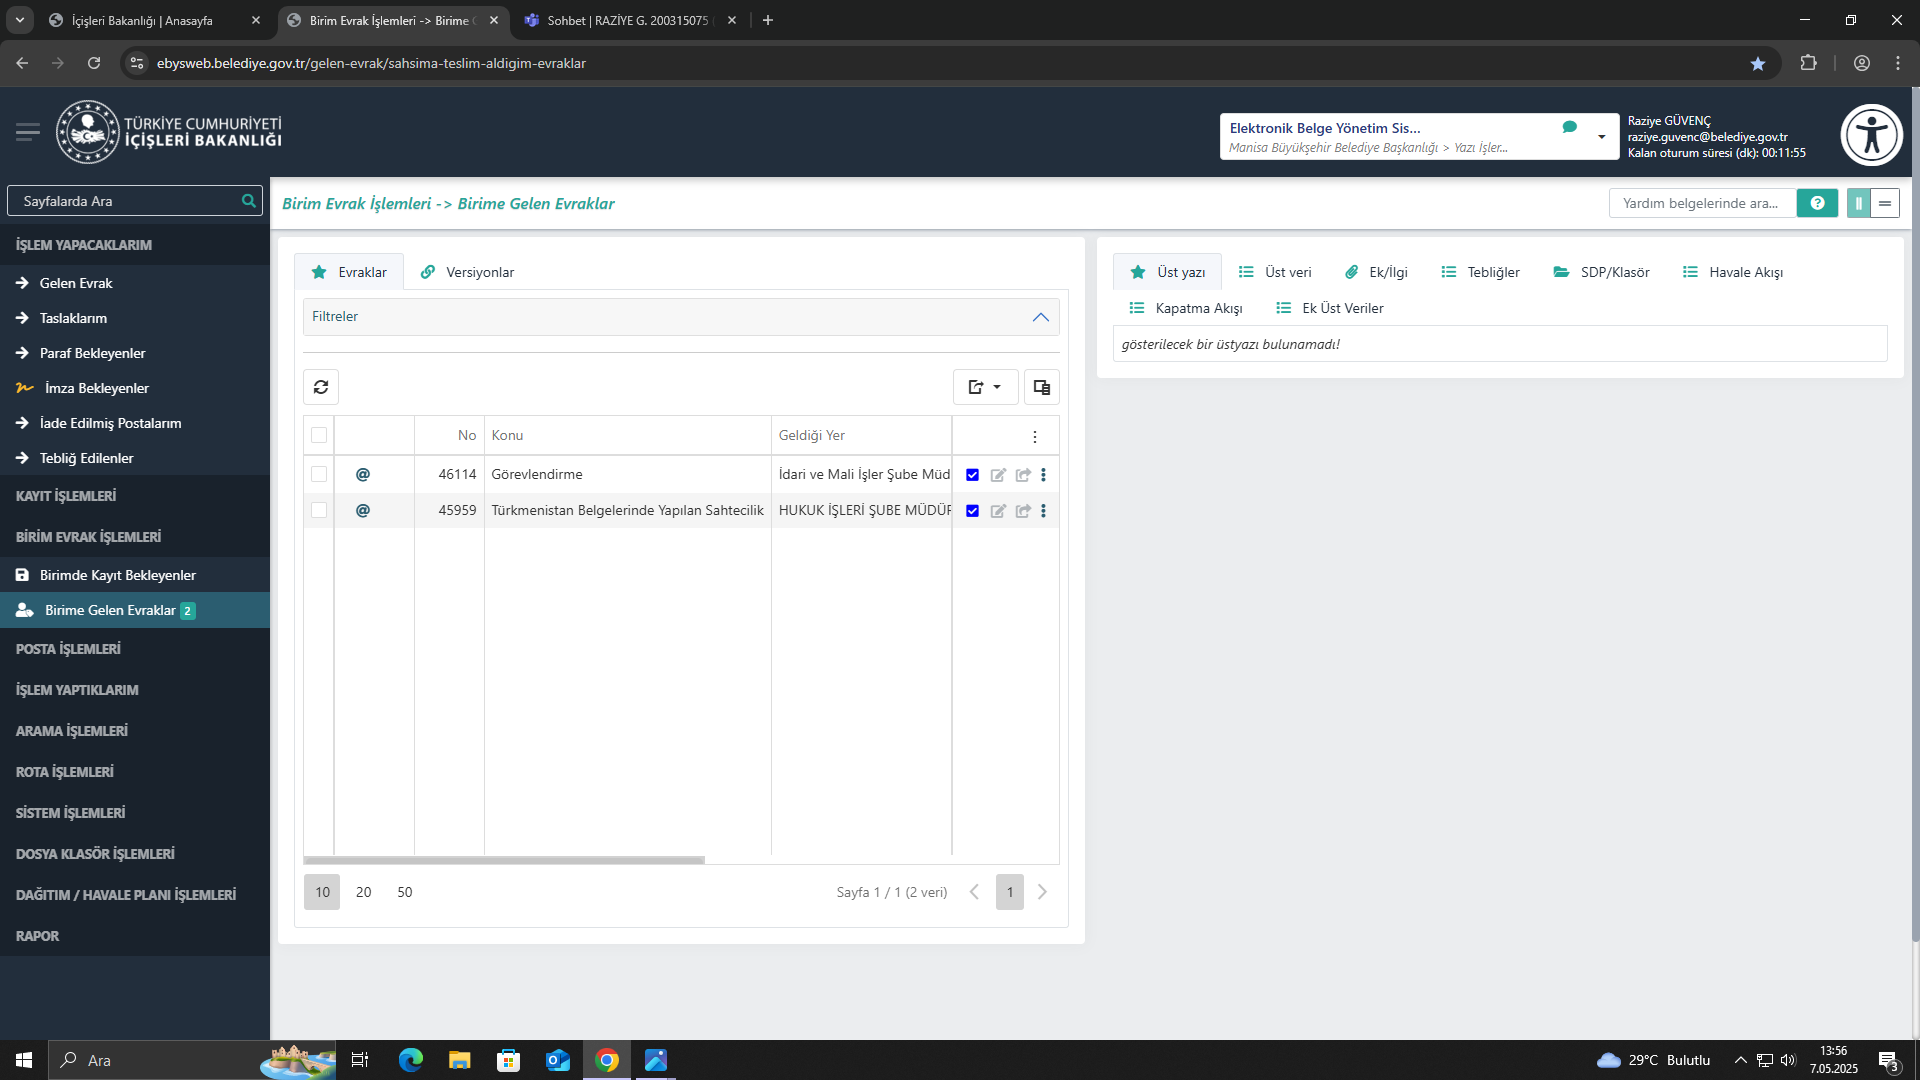 İçişleri Bakanlığı | Anasayfa
Birim Evrak İşlemleri -> Birime
Sohbet | RAZİYE G. 200315075
ebysweb.belediye.gov.tr/gelen-evrak/sahsima-teslim-aldigim-evraklar
TÜRKİYE CUMHURİYETİ
İÇİŞLERİ BAKANLIĞI
Elektronik Belge Yönetim Sis...
Manisa Büyükşehir Belediye Başkanlığı > Yazı İşler...
Raziye GÜVENÇ
raziye.guvenc@belediye.gov.tr
Kalan oturum süresi (dk): 00:11:55
Sayfalarda Ara
İŞLEM YAPACAKLARIM
Gelen Evrak
Taslaklarım
Paraf Bekleyenler
İmza Bekleyenler
İade Edilmiş Postalarım
Tebliğ Edilenler
KAYIT İŞLEMLERİ
BİRİM EVRAK İŞLEMLERİ
Birimde Kayıt Bekleyenler
Birime Gelen Evraklar 2
POSTA İŞLEMLERİ
İŞLEM YAPTIKLARIM
ARAMA İŞLEMLERİ
ROTA İŞLEMLERİ
SİSTEM İŞLEMLERİ
DOSYA KLASÖR İŞLEMLERİ
DAĞITIM / HAVALE PLANI İŞLEMLERİ
RAPOR
Birim Evrak İşlemleri -> Birime Gelen Evraklar
Yardım belgelerinde ara...
Evraklar
Versiyonlar
Filtreler
No Konu Geldiği Yer
@ 46114 Görevlendirme İdari ve Mali İşler Şube Müd
@ 45959 Türkmenistan Belgelerinde Yapılan Sahtecilik HUKUK İŞLERİ ŞUBE MÜDÜR
10 20 50
Sayfa 1 / 1 (2 veri)
1
Üst yazı
Üst veri
Ek/İlgi
Tebliğler
SDP/Klasör
Havale Akışı
Kapatma Akışı
Ek Üst Veriler
gösterilecek bir üstyazı bulunamadı!
Ara
29°C Bulutlu
13:56
7.05.2025
3